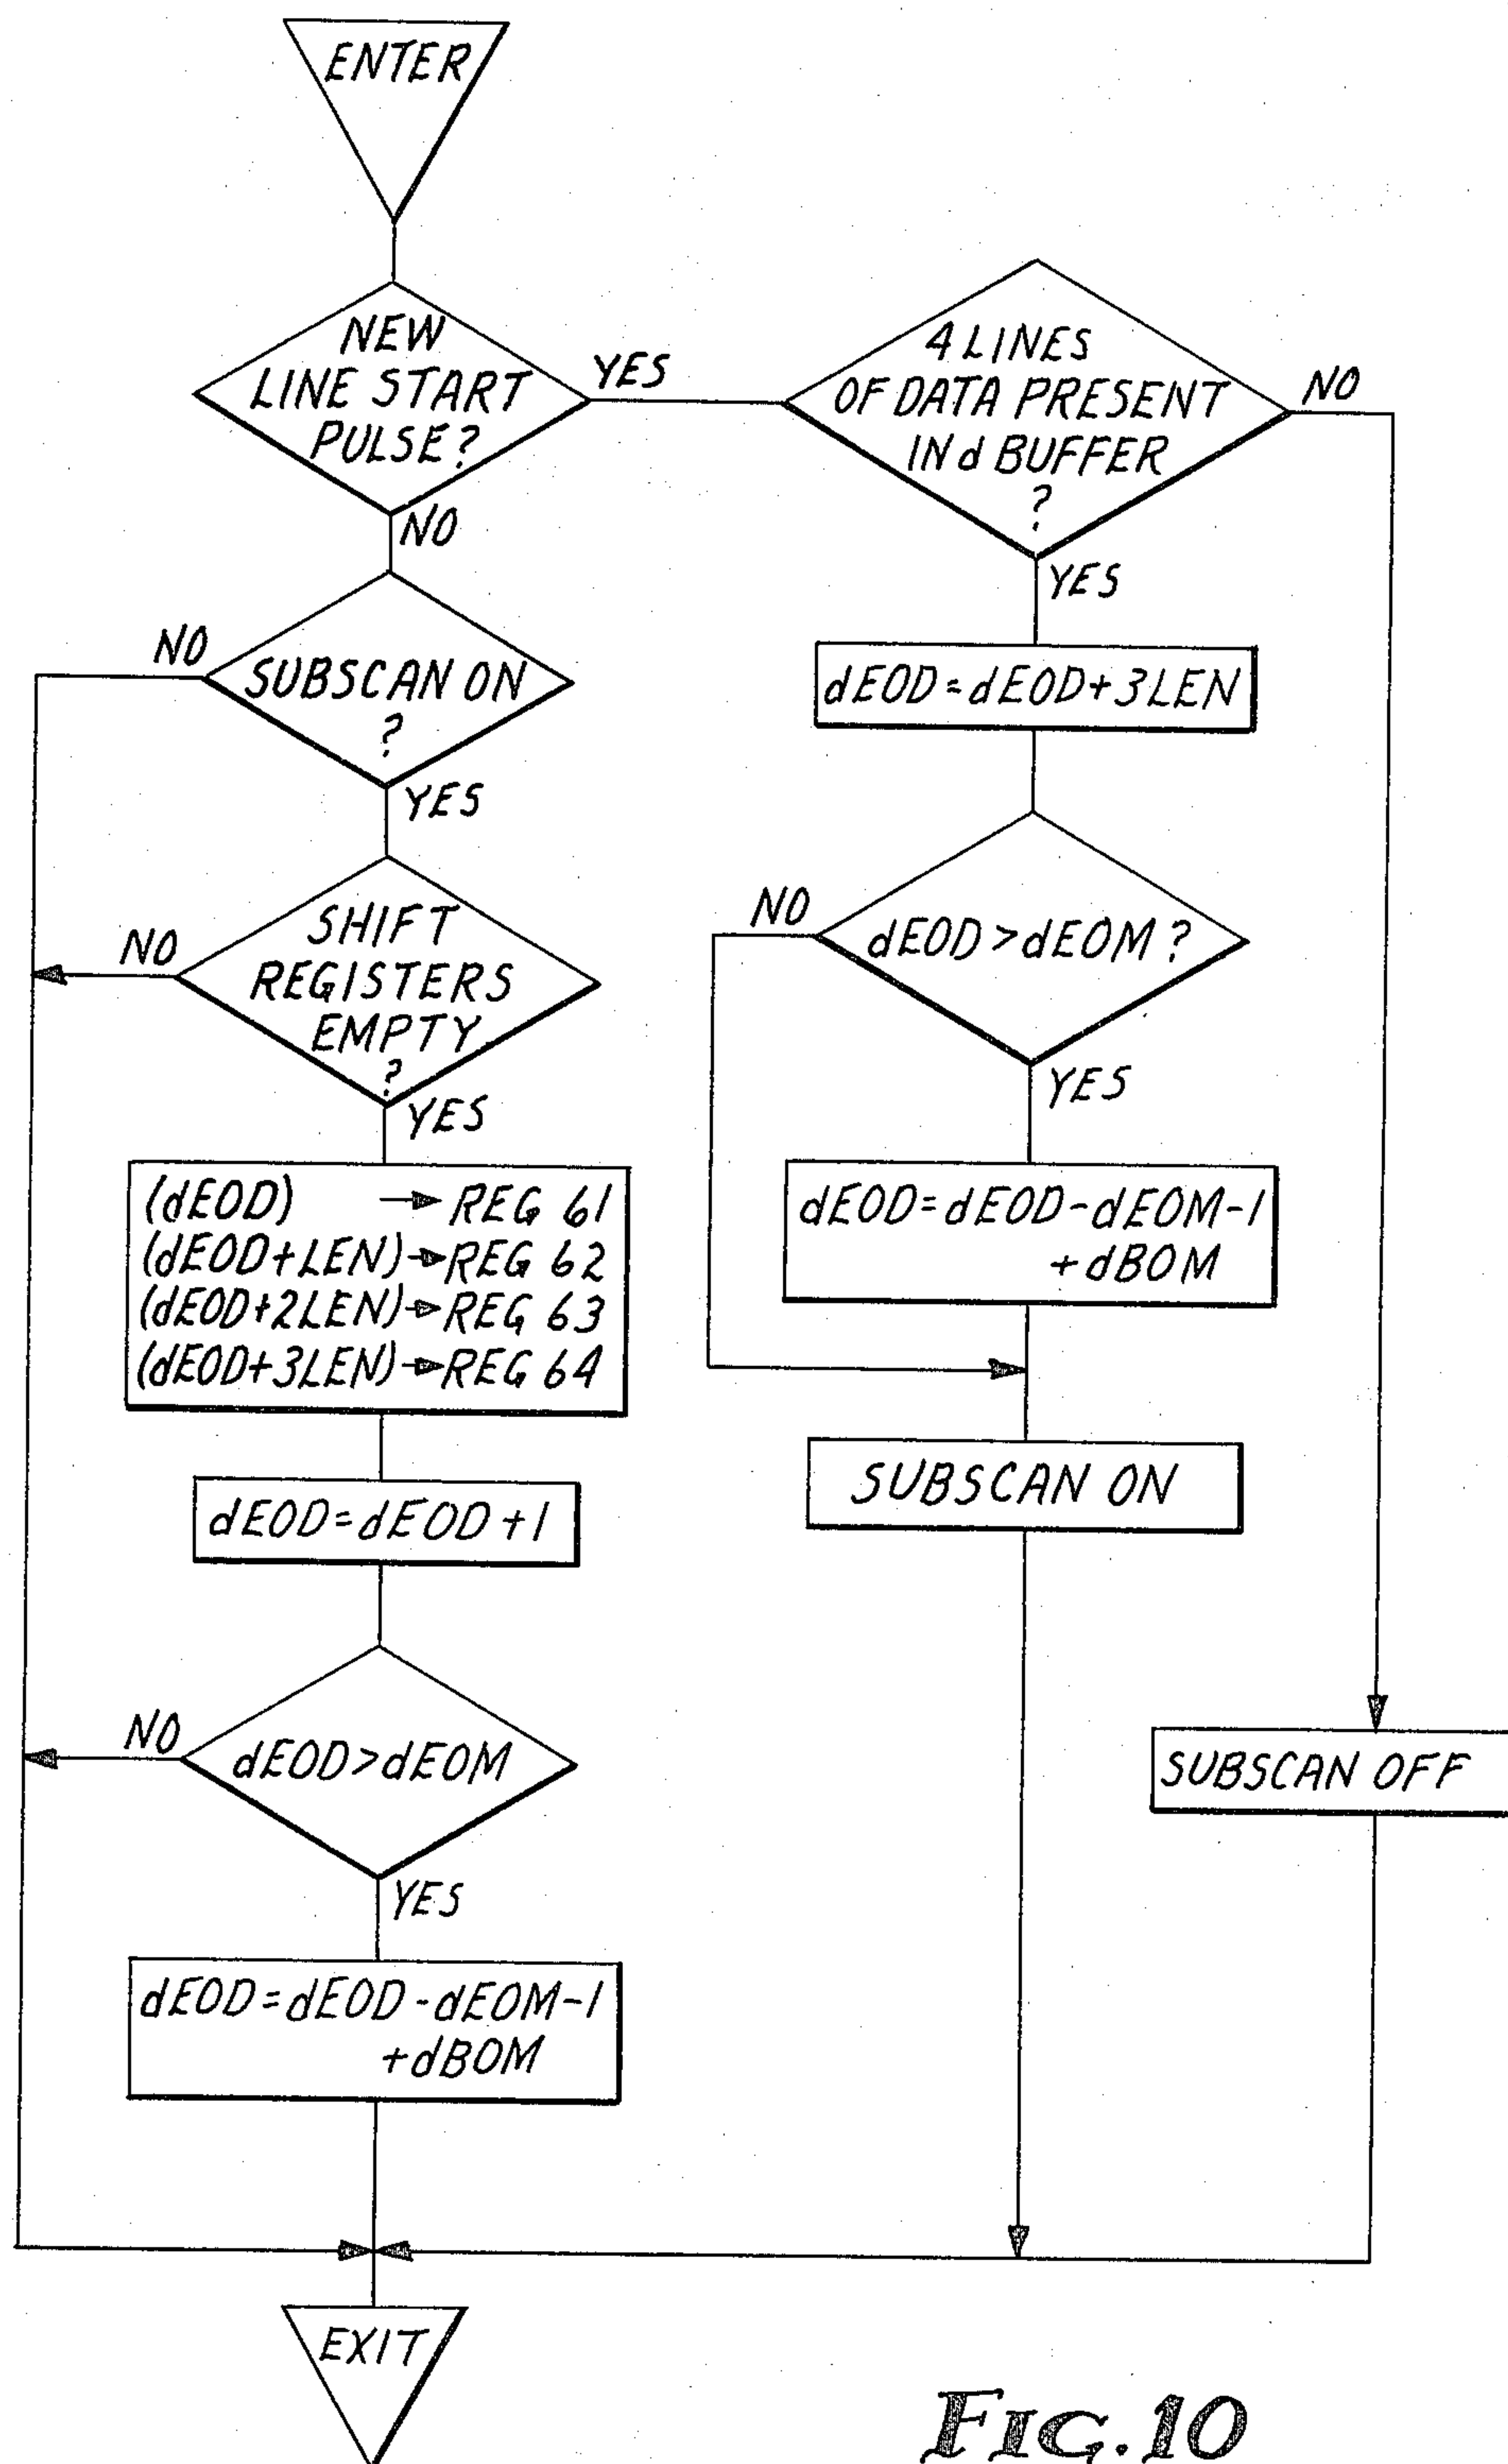 ENTER
NEW
LINE START
PULSE?
YES
NO
4 LINES
OF DATA PRESENT
IN d BUFFER
?
NO
YES
SUBSCAN ON
?
NO
YES
dEOD=dEOD+3LEN
SHIFT
REGISTERS
EMPTY
?
NO
YES
dEOD>dEOM?
NO
YES
(dEOD) → REG 61
(dEOD+LEN)→REG 62
(dEOD+2LEN)→REG 63
(dEOD+3LEN)→REG 64
dEOD=dEOD-dEOM-1
+dBOM
dEOD=dEOD+1
SUBSCAN ON
dEOD>dEOM
NO
YES
SUBSCAN OFF
dEOD=dEOD-dEOM-1
+dBOM
EXIT
FIG.10